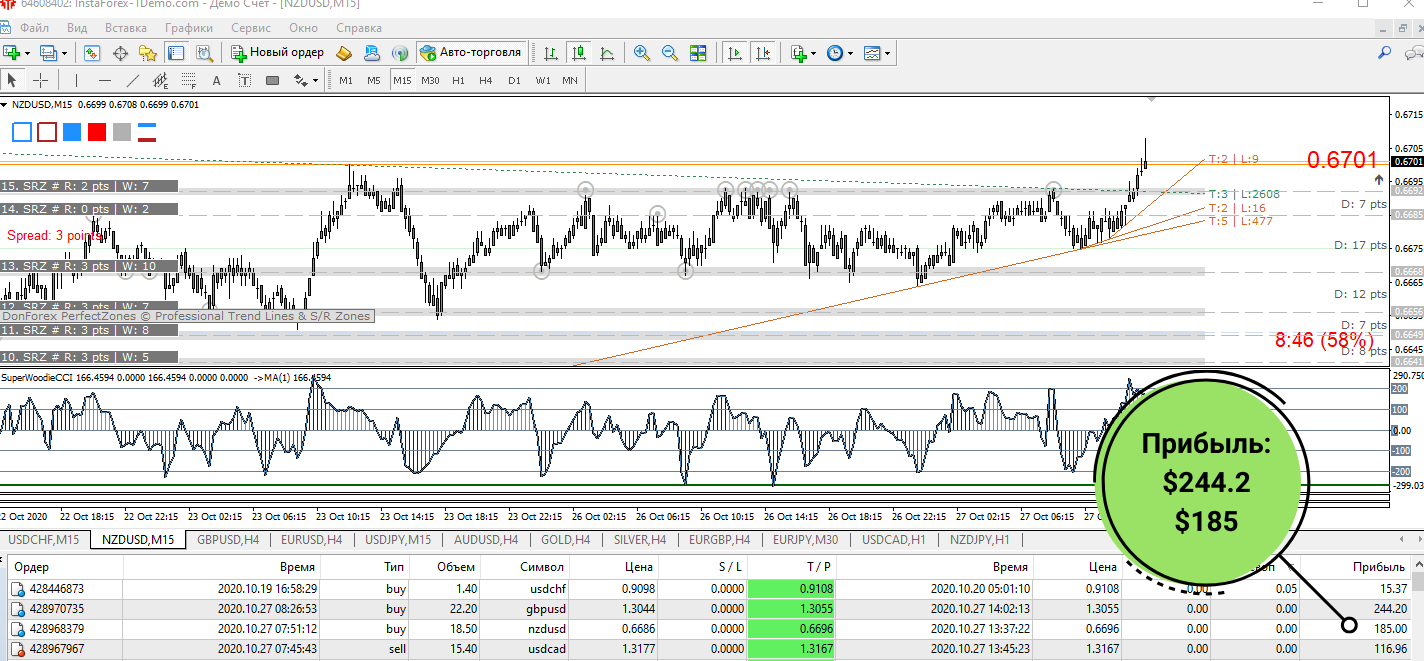 64608402: InstaForex-1Demo.com - Демо Счет - [NZDUSD,M15]
Файл Вид Вставка Графики Сервис Окно Справка
Новый ордер Авто-торговля
A T M1 M5 M15 M30 H1 H4 D1 W1 MN
NZDUSD,M15 0.6699 0.6708 0.6699 0.6701
0.6715
0.6705
T:2 | L:9 0.6701 0.6701
15. SRZ # R: 2 pts | W: 7 0.6695
T:3 | L:2608 0.6692
14. SRZ # R: 0 pts | W: 2 T:2 | L:16 D: 7 pts
T:5 | L:477 0.6685
Spread: 3 points
D: 17 pts 0.6675
13. SRZ # R: 3 pts | W: 10 0.6668
0.6665
D: 12 pts
12. SRZ # R: 3 pts | W: 7
DonForex PerfectZones © Professional Trend Lines & S/R Zones 0.6656
11. SRZ # R: 3 pts | W: 8 D: 7 pts
8:46 (58%) 0.6649
10. SRZ # R: 3 pts | W: 5 D: 8 pts 0.6645
0.6641
SuperWoodieCCI 166.4594 0.0000 166.4594 0.0000 0.0000 ->MA(1) 166.4594 290.750
200
100
0.00
-100
-200
-299.03
Прибыль:
$244.2
$185
22 Oct 2020 22 Oct 18:15 22 Oct 22:15 23 Oct 02:15 23 Oct 06:15 23 Oct 10:15 23 Oct 14:15 23 Oct 18:15 23 Oct 22:15 26 Oct 02:15 26 Oct 06:15 26 Oct 10:15 26 Oct 14:15 26 Oct 18:15 26 Oct 22:15 27 Oct 02:15 27 Oct 06:15 27
USDCHF,M15 NZDUSD,M15 GBPUSD,H4 EURUSD,H4 USDJPY,M15 AUDUSD,H4 GOLD,H4 SILVER,H4 EURGBP,H4 EURJPY,M30 USDCAD,H1 NZDJPY,H1
Ордер Время Тип Объем Символ Цена S / L T / P Время Цена Прибыль
428446873 2020.10.19 16:58:29 buy 1.40 usdchf 0.9098 0.0000 0.9108 2020.10.20 05:01:10 0.9108 0.00 0.05 15.37
428970735 2020.10.27 08:26:53 buy 22.20 gbpusd 1.3044 0.0000 1.3055 2020.10.27 14:02:13 1.3055 0.00 0.00 244.20
428968379 2020.10.27 07:51:12 buy 18.50 nzdusd 0.6686 0.0000 0.6696 2020.10.27 13:37:22 0.6696 0.00 0.00 185.00
428967967 2020.10.27 07:45:43 sell 15.40 usdcad 1.3177 0.0000 1.3167 2020.10.27 13:45:23 1.3167 0.00 0.00 116.96